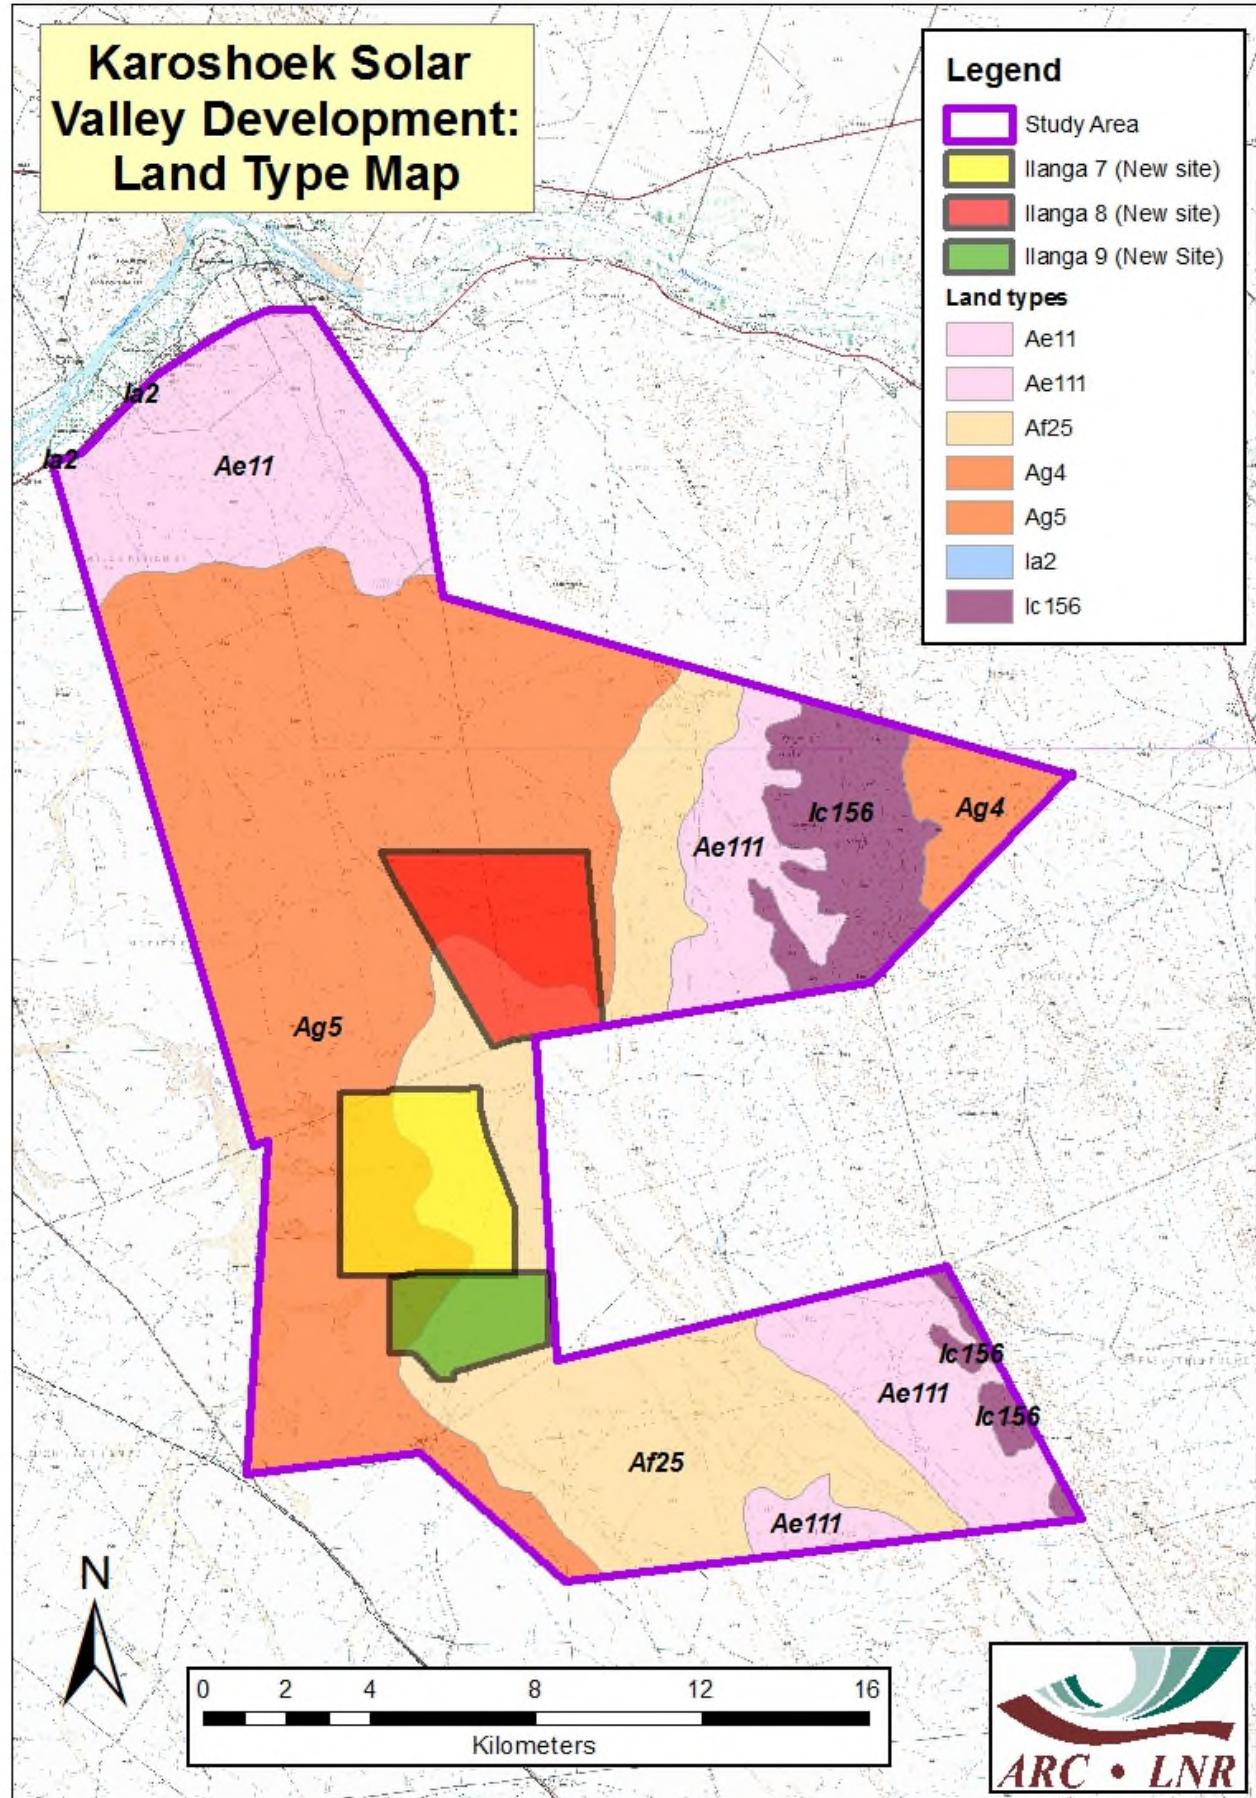 Karoshoek Solar
Valley Development:
Land Type Map
Legend
Study Area
Ilanga 7 (New site)
Ilanga 8 (New site)
Ilanga 9 (New Site)
Land types
Ae11
Ae111
Af25
Ag4
Ag5
Ia2
Ic156
Ia2
Ia2
Ae11
Ic156
Ag4
Ae111
Ag5
Ic156
Ae111
Ic156
Af25
Ae111
N
0 2 4 8 12 16
Kilometers
ARC • LNR